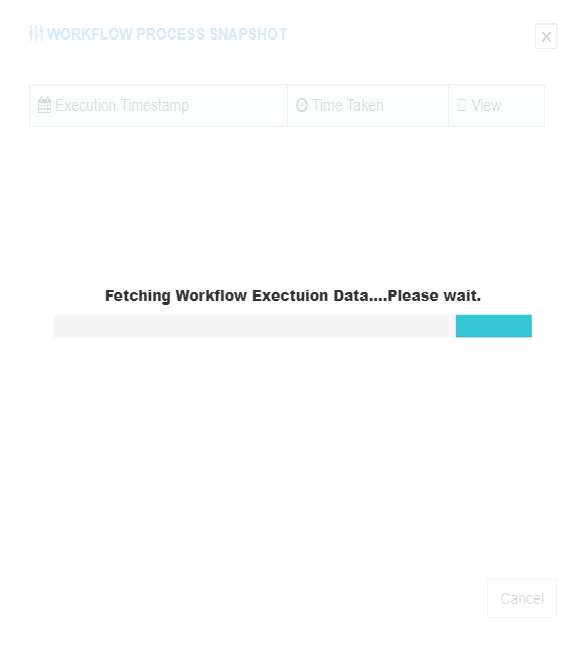 WORKFLOW PROCESS SNAPSHOT
X
Execution Timestamp Time Taken View
Fetching Workflow Exectuion Data....Please wait.
Cancel